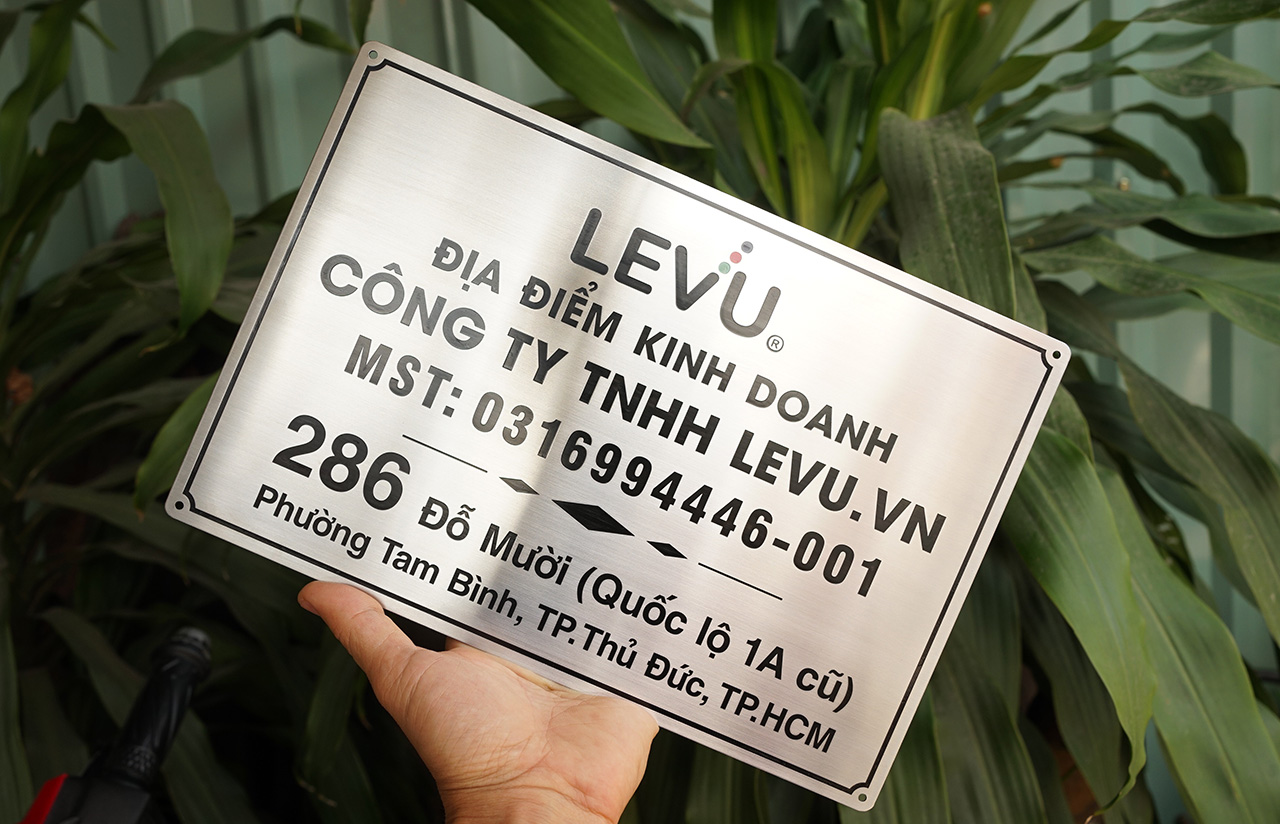 LEVU®
ĐỊA ĐIỂM KINH DOANH
CÔNG TY TNHH LEVU.VN
MST: 0316994446-001
286 Đỗ Mười (Quốc lộ 1A cũ)
Phường Tam Bình, TP.Thủ Đức, TP.HCM